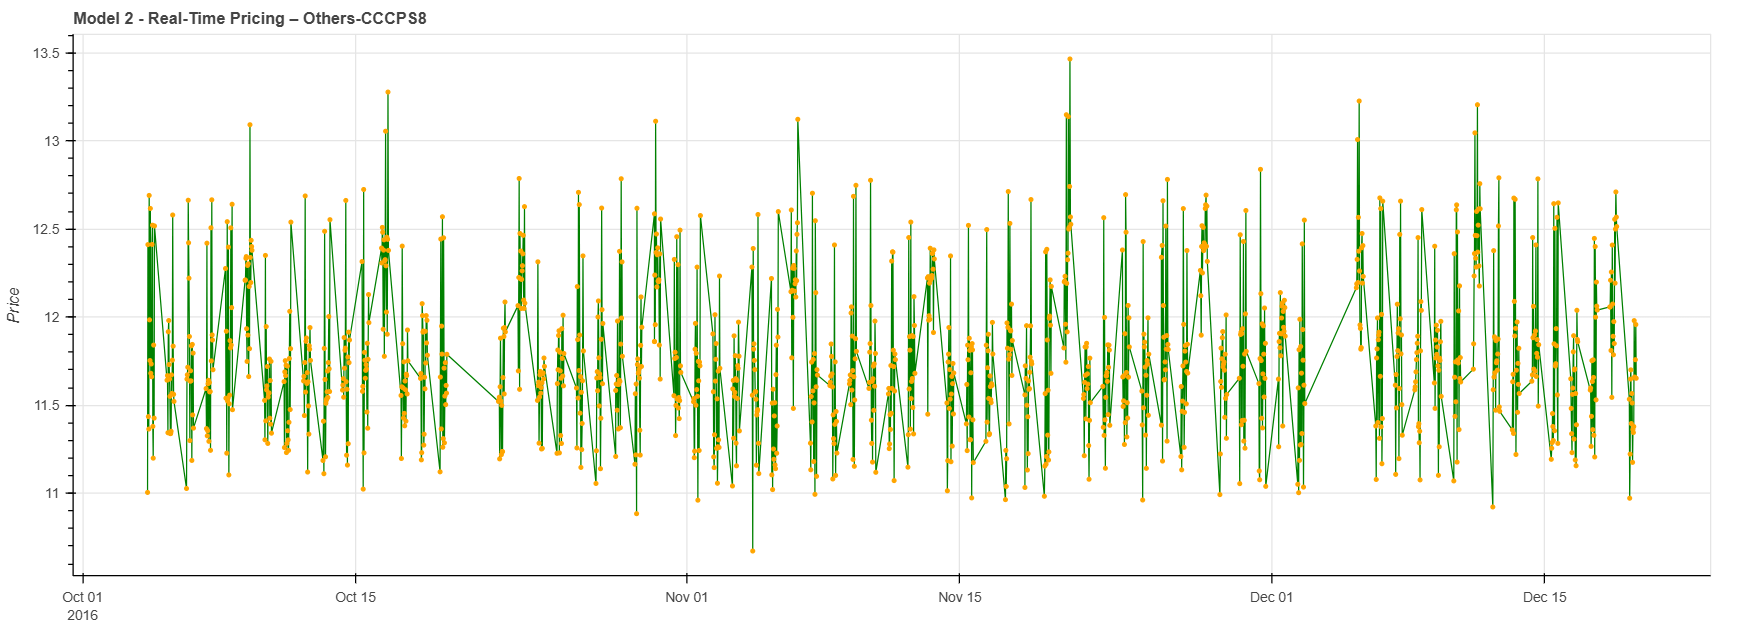 Model 2 - Real-Time Pricing – Others-CCCPS8
13.5
13
12.5
12
11.5
11
Price
Oct 01
2016
Oct 15
Nov 01
Nov 15
Dec 01
Dec 15